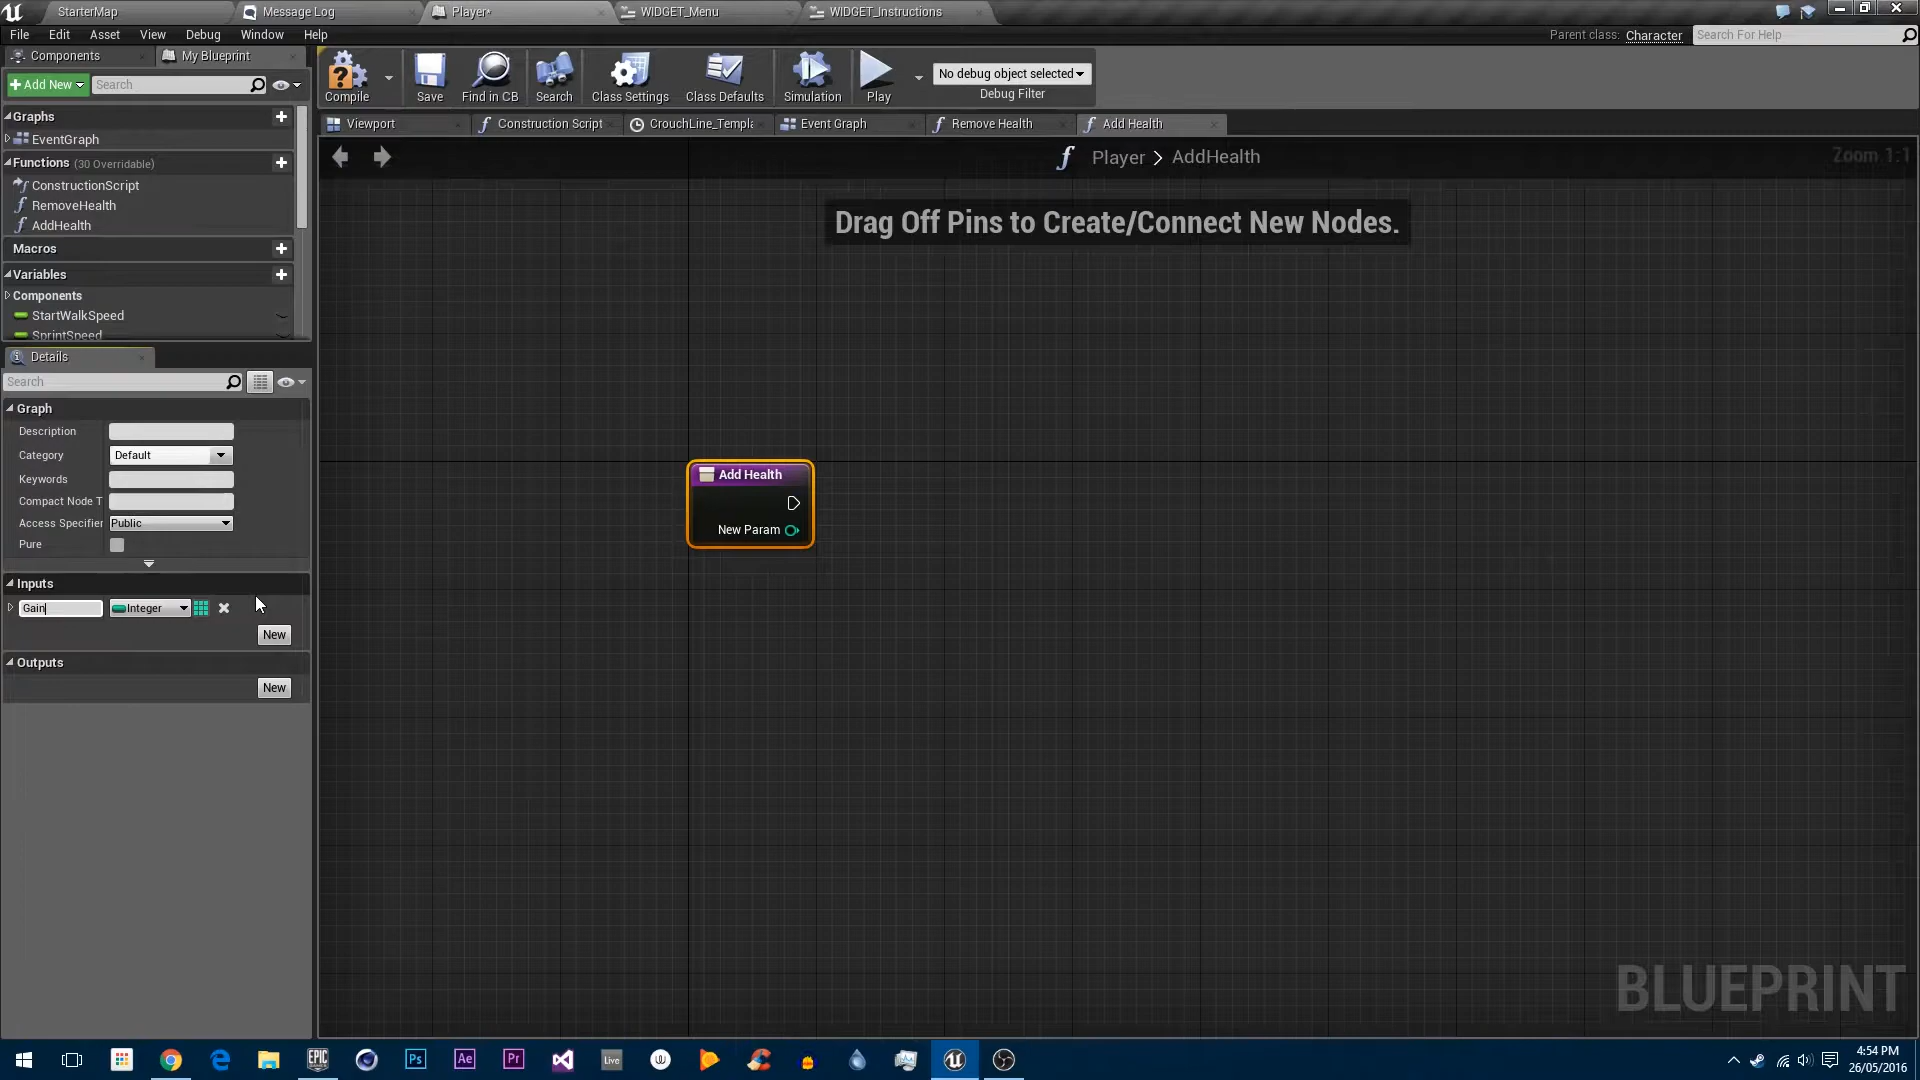 StarterMap
Message Log
Player*
WIDGET_Menu
WIDGET_Instructions
File Edit Asset View Debug Window Help
Parent class: Character
Search For Help
Components
My Blueprint
Add New
Search
Compile
Save
Find in CB
Search
Class Settings
Class Defaults
Simulation
Play
No debug object selected
Debug Filter
Graphs
EventGraph
Functions (30 Overridable)
ConstructionScript
RemoveHealth
AddHealth
Macros
Variables
Components
StartWalkSpeed
SprintSpeed
Viewport
Construction Script
CrouchLine_Templa
Event Graph
Remove Health
Add Health
Player > AddHealth
Zoom 1:1
Drag Off Pins to Create/Connect New Nodes.
Details
Search
Graph
Description
Category Default
Keywords
Compact Node T
Access Specifier Public
Pure
Inputs
Gain Integer
New
Outputs
New
Add Health
New Param
BLUEPRINT
EPIC
Ps
Ae
Pr
Live
4:54 PM
26/05/2016